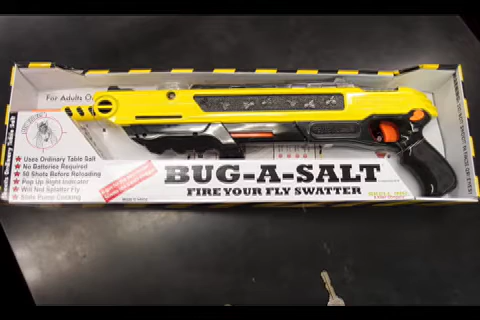 For Adults On
Uses Ordinary Table Salt
No Batteries Required
50 Shots Before Reloading
Pop Up Sight Indicator
Will Not Splatter Fly
Slide Pump Cocking
BUG-A-SALT
FIRE YOUR FLY SWATTER